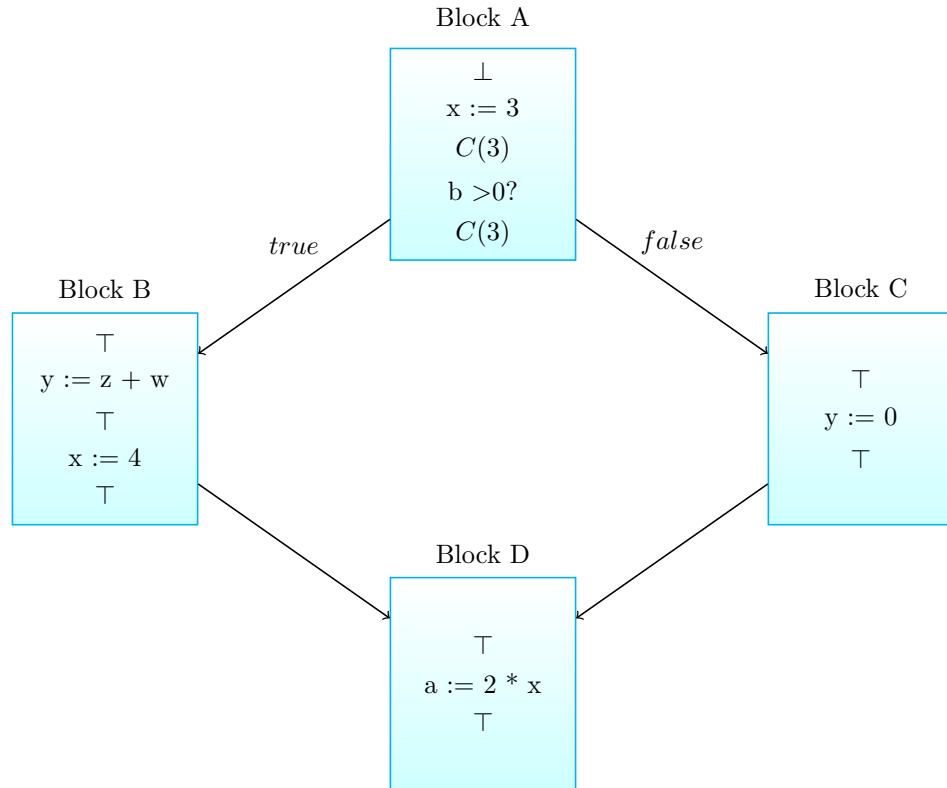 Block A
⊥
x := 3
C(3)
b >0?
C(3)
true
false
Block B
⊤
y := z + w
⊤
x := 4
⊤
Block C
⊤
y := 0
⊤
Block D
⊤
a := 2 * x
⊤